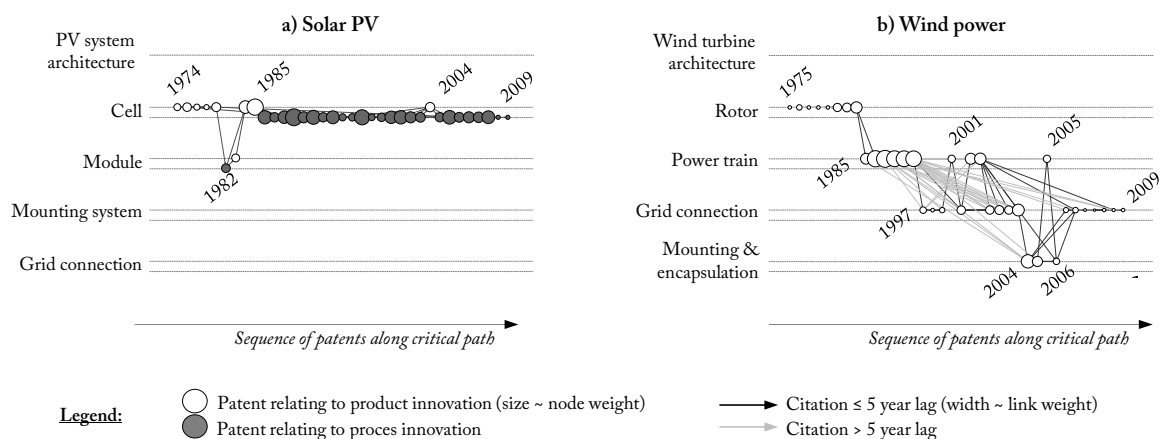 a) Solar PV
PV system
architecture
1974
1985
2004
2009
Cell
Module
1982
Mounting system
Grid connection
Sequence of patents along critical path
b) Wind power
Wind turbine
architecture
1975
Rotor
2001
2005
Power train
1985
2009
Grid connection
1997
Mounting &
encapsulation
2004
2006
Sequence of patents along critical path
Legend:
Patent relating to product innovation (size ~ node weight)
Patent relating to proces innovation
Citation ≤ 5 year lag (width ~ link weight)
Citation > 5 year lag